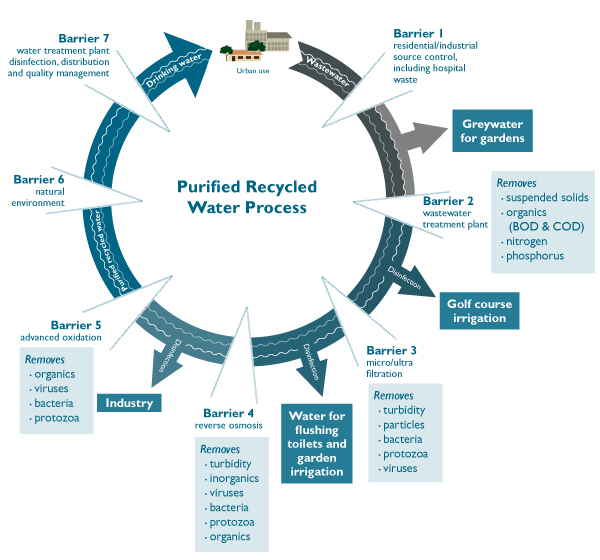 Purified Recycled
Water Process
Urban use
Wastewater
Barrier 1
residential/industrial
source control,
including hospital
waste
Greywater
for gardens
Barrier 2
wastewater
treatment plant
Removes
· suspended solids
· organics
(BOD & COD)
· nitrogen
· phosphorus
Disinfection
Golf course
irrigation
Barrier 3
micro/ultra
filtration
Removes
· turbidity
· particles
· bacteria
· protozoa
· viruses
Disinfection
Water for
flushing
toilets and
garden
irrigation
Barrier 4
reverse osmosis
Removes
· turbidity
· inorganics
· viruses
· bacteria
· protozoa
· organics
Disinfection
Industry
Barrier 5
advanced oxidation
Removes
· organics
· viruses
· bacteria
· protozoa
Purified recycled water
Barrier 6
natural
environment
Barrier 7
water treatment plant
disinfection, distribution
and quality management
Drinking water